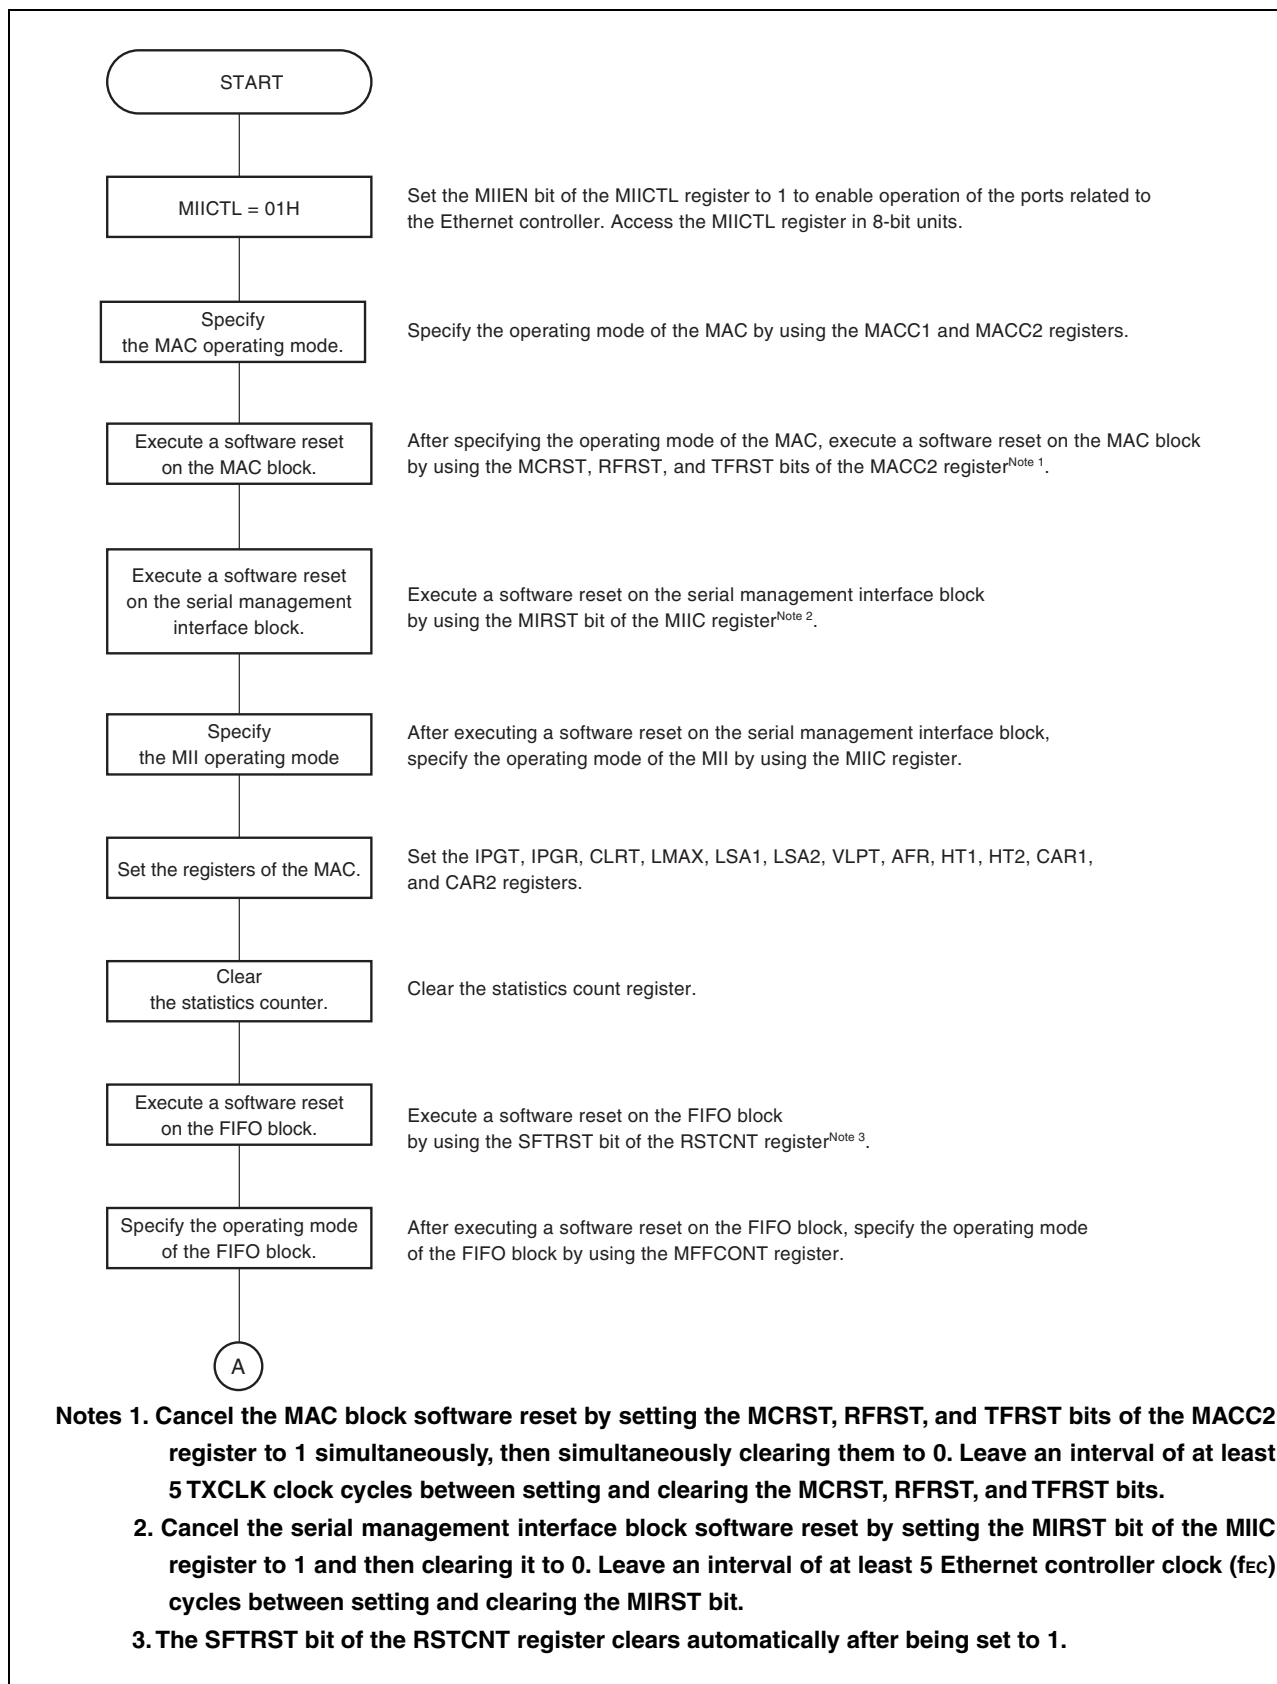 START
MIICTL = 01H
Set the MIIEN bit of the MIICTL register to 1 to enable operation of the ports related to
the Ethernet controller. Access the MIICTL register in 8-bit units.
Specify
the MAC operating mode.
Specify the operating mode of the MAC by using the MACC1 and MACC2 registers.
Execute a software reset
on the MAC block.
After specifying the operating mode of the MAC, execute a software reset on the MAC block
by using the MCRST, RFRST, and TFRST bits of the MACC2 register Note 1.
Execute a software reset
on the serial management
interface block.
Execute a software reset on the serial management interface block
by using the MIRST bit of the MIIC register Note 2.
Specify
the MII operating mode
After executing a software reset on the serial management interface block,
specify the operating mode of the MII by using the MIIC register.
Set the registers of the MAC.
Set the IPGT, IPGR, CLRT, LMAX, LSA1, LSA2, VLPT, AFR, HT1, HT2, CAR1,
and CAR2 registers.
Clear
the statistics counter.
Clear the statistics count register.
Execute a software reset
on the FIFO block.
Execute a software reset on the FIFO block
by using the SFTRST bit of the RSTCNT register Note 3.
Specify the operating mode
of the FIFO block.
After executing a software reset on the FIFO block, specify the operating mode
of the FIFO block by using the MFFCONT register.
A
Notes 1. Cancel the MAC block software reset by setting the MCRST, RFRST, and TFRST bits of the MACC2
register to 1 simultaneously, then simultaneously clearing them to 0. Leave an interval of at least
5 TXCLK clock cycles between setting and clearing the MCRST, RFRST, and TFRST bits.
2. Cancel the serial management interface block software reset by setting the MIRST bit of the MIIC
register to 1 and then clearing it to 0. Leave an interval of at least 5 Ethernet controller clock (fEC)
cycles between setting and clearing the MIRST bit.
3. The SFTRST bit of the RSTCNT register clears automatically after being set to 1.